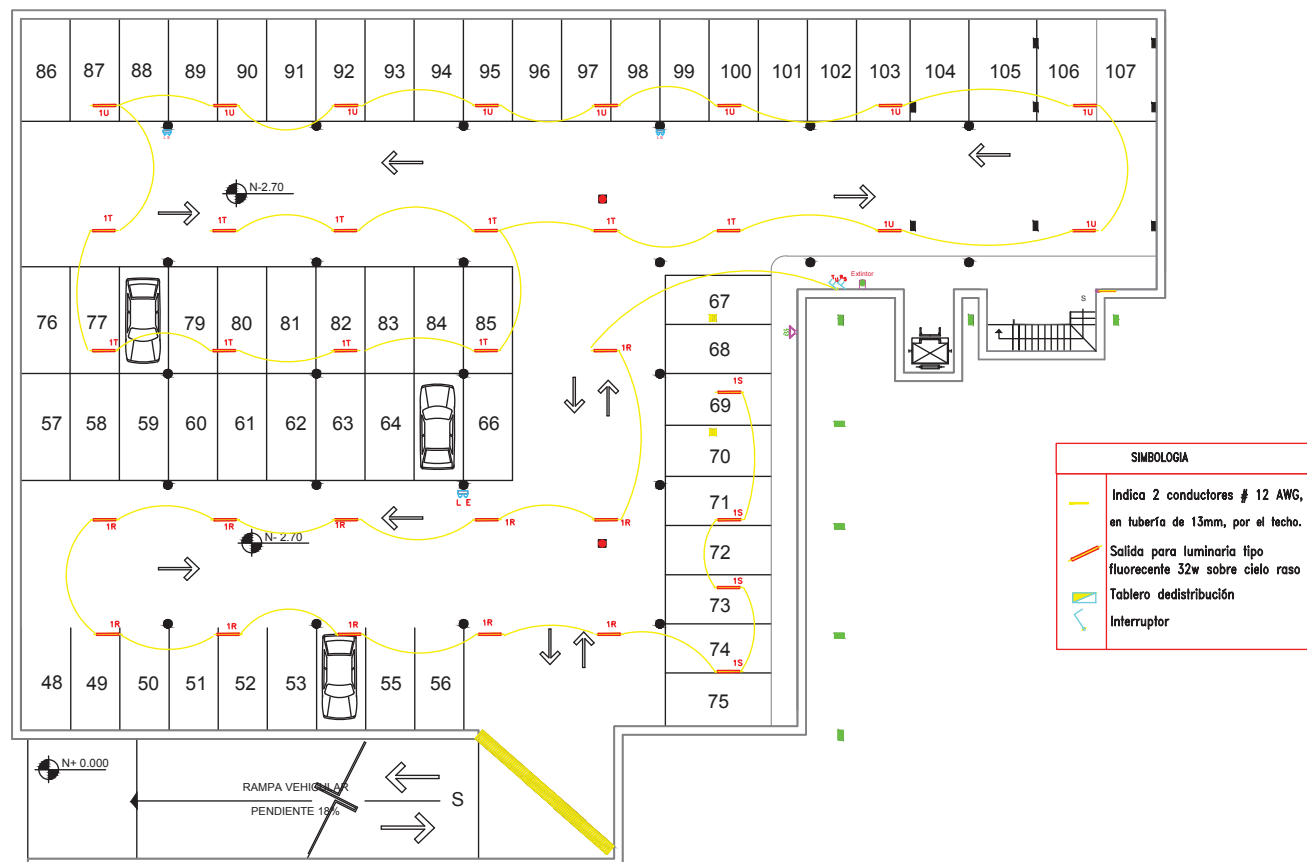 86 87 88 89 90 91 92 93 94 95 96 97 98 99 100 101 102 103 104 105 106 107
1U 1U 1U 1U 1U 1U 1U 1U
N-2.70
1T 1T 1T 1T 1T 1T 1U 1U
Extintor
S
76 77 79 80 81 82 83 84 85
67
68
1T 1T 1T 1T 1R
1S
69
57 58 59 60 61 62 63 64 66
70
71
L E
1R 1R 1R 1R 1R 1S
N- 2.70
72
1S
73
1R 1R 1R 1R 1R
74
1S
48 49 50 51 52 53 55 56
75
N+ 0.000
RAMPA VEHICULAR
PENDIENTE 18%
S
SIMBOLOGIA
Indica 2 conductores # 12 AWG,
en tubería de 13mm, por el techo.
Salida para luminaria tipo
fluorecente 32w sobre cielo raso
Tablero dedistribución
Interruptor